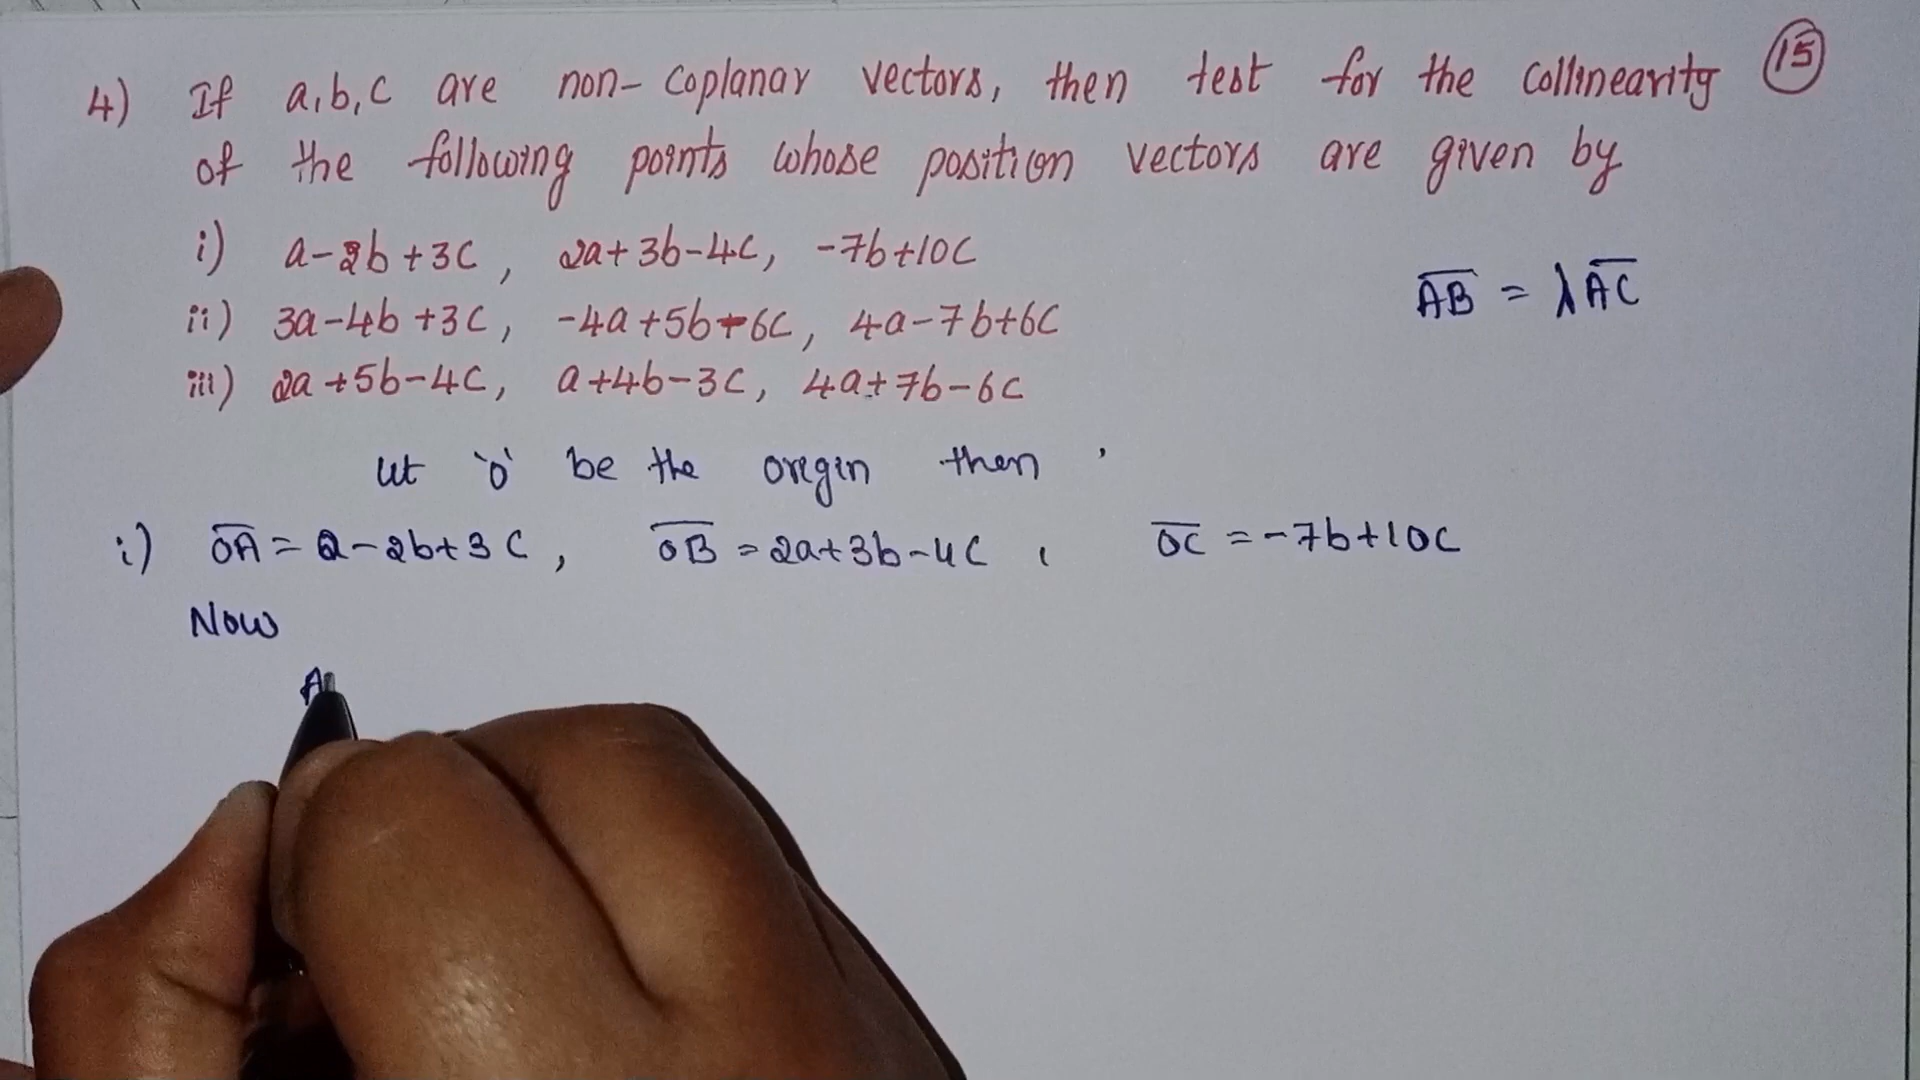 4) If a,b,c are non-coplanar vectors, then test for the collinearity 15
of the following points whose position vectors are given by
i) a-2b+3c, 2a+3b-4c, -7b+10c
ii) 3a-4b+3c, -4a+5b-6c, 4a-7b+6c
AB = λAC
iii) 2a+5b-4c, a+4b-3c, 4a+7b-6c
let 'o' be the origin then,
i) OA = a-2b+3c, OB = 2a+3b-4c, OC = -7b+10c
Now
A